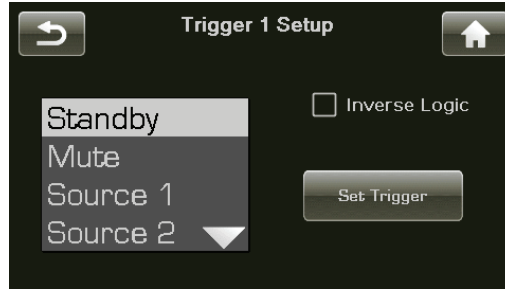 Trigger 1 Setup
Standby
Mute
Source 1
Source 2
Inverse Logic
Set Trigger